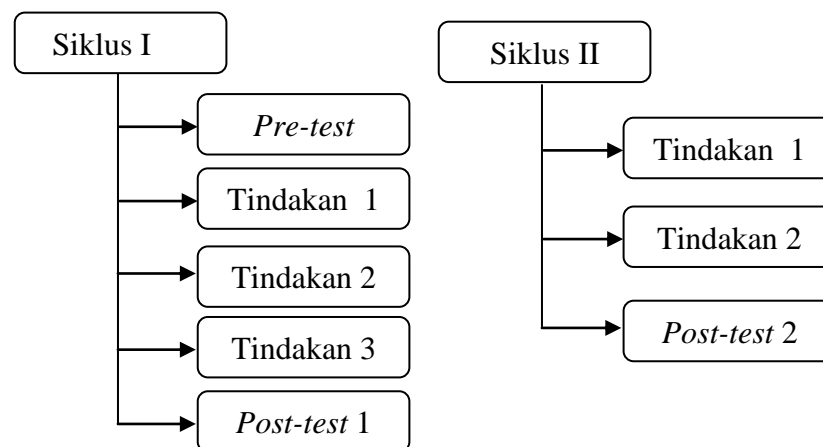 Siklus I
Pre-test
Tindakan 1
Tindakan 2
Tindakan 3
Post-test 1
Siklus II
Tindakan 1
Tindakan 2
Post-test 2